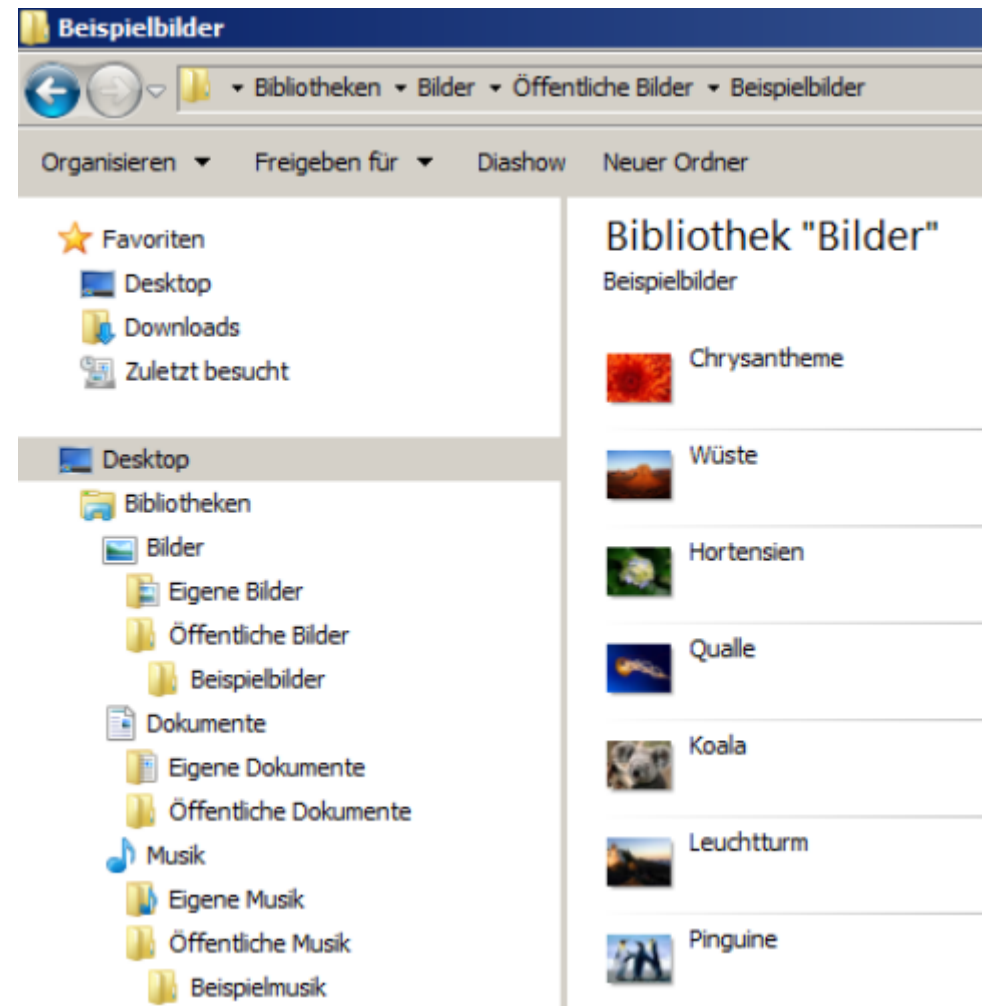 Beispielbilder
Bibliotheken Bilder Öffentliche Bilder Beispielbilder
Organisieren Freigeben für Diashow Neuer Ordner
Favoriten
Desktop
Downloads
Zuletzt besucht
Desktop
Bibliotheken
Bilder
Eigene Bilder
Öffentliche Bilder
Beispielbilder
Dokumente
Eigene Dokumente
Öffentliche Dokumente
Musik
Eigene Musik
Öffentliche Musik
Beispielmusik
Bibliothek "Bilder"
Beispielbilder
Chrysantheme
Wüste
Hortensien
Qualle
Koala
Leuchtturm
Pinguine